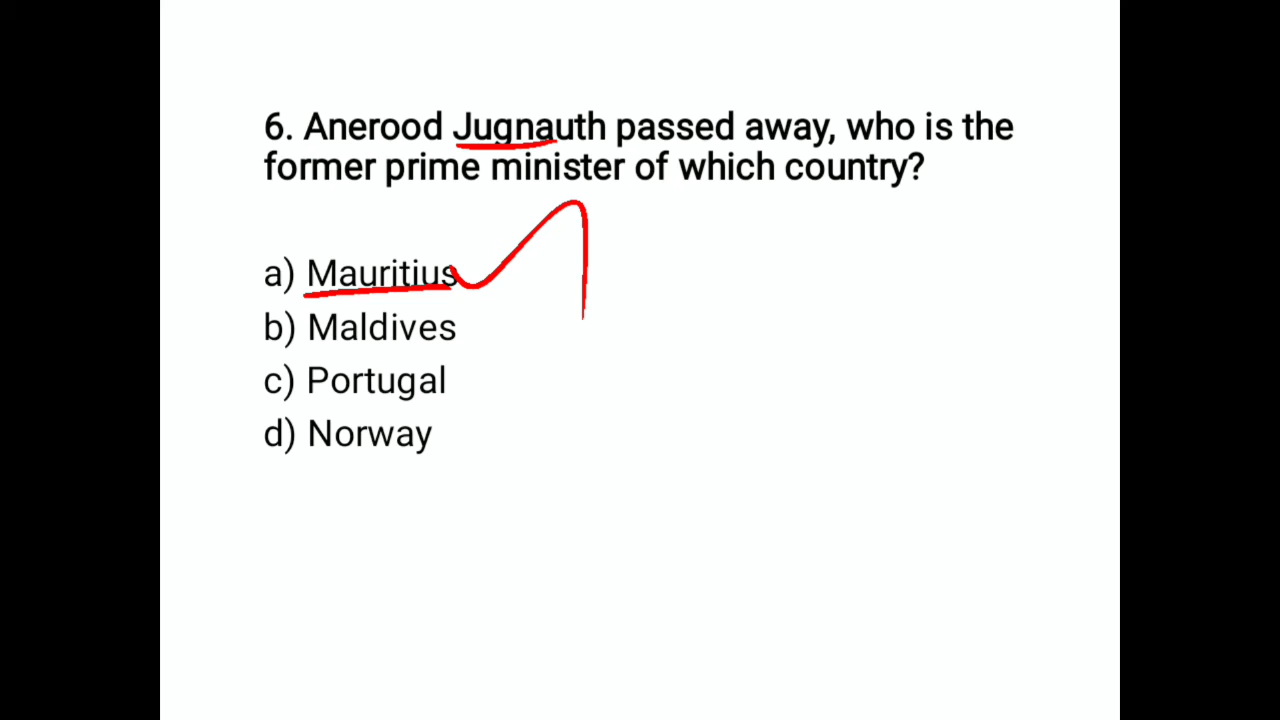 6. Anerood Jugnauth passed away, who is the
former prime minister of which country?
a) Mauritius
b) Maldives
c) Portugal
d) Norway